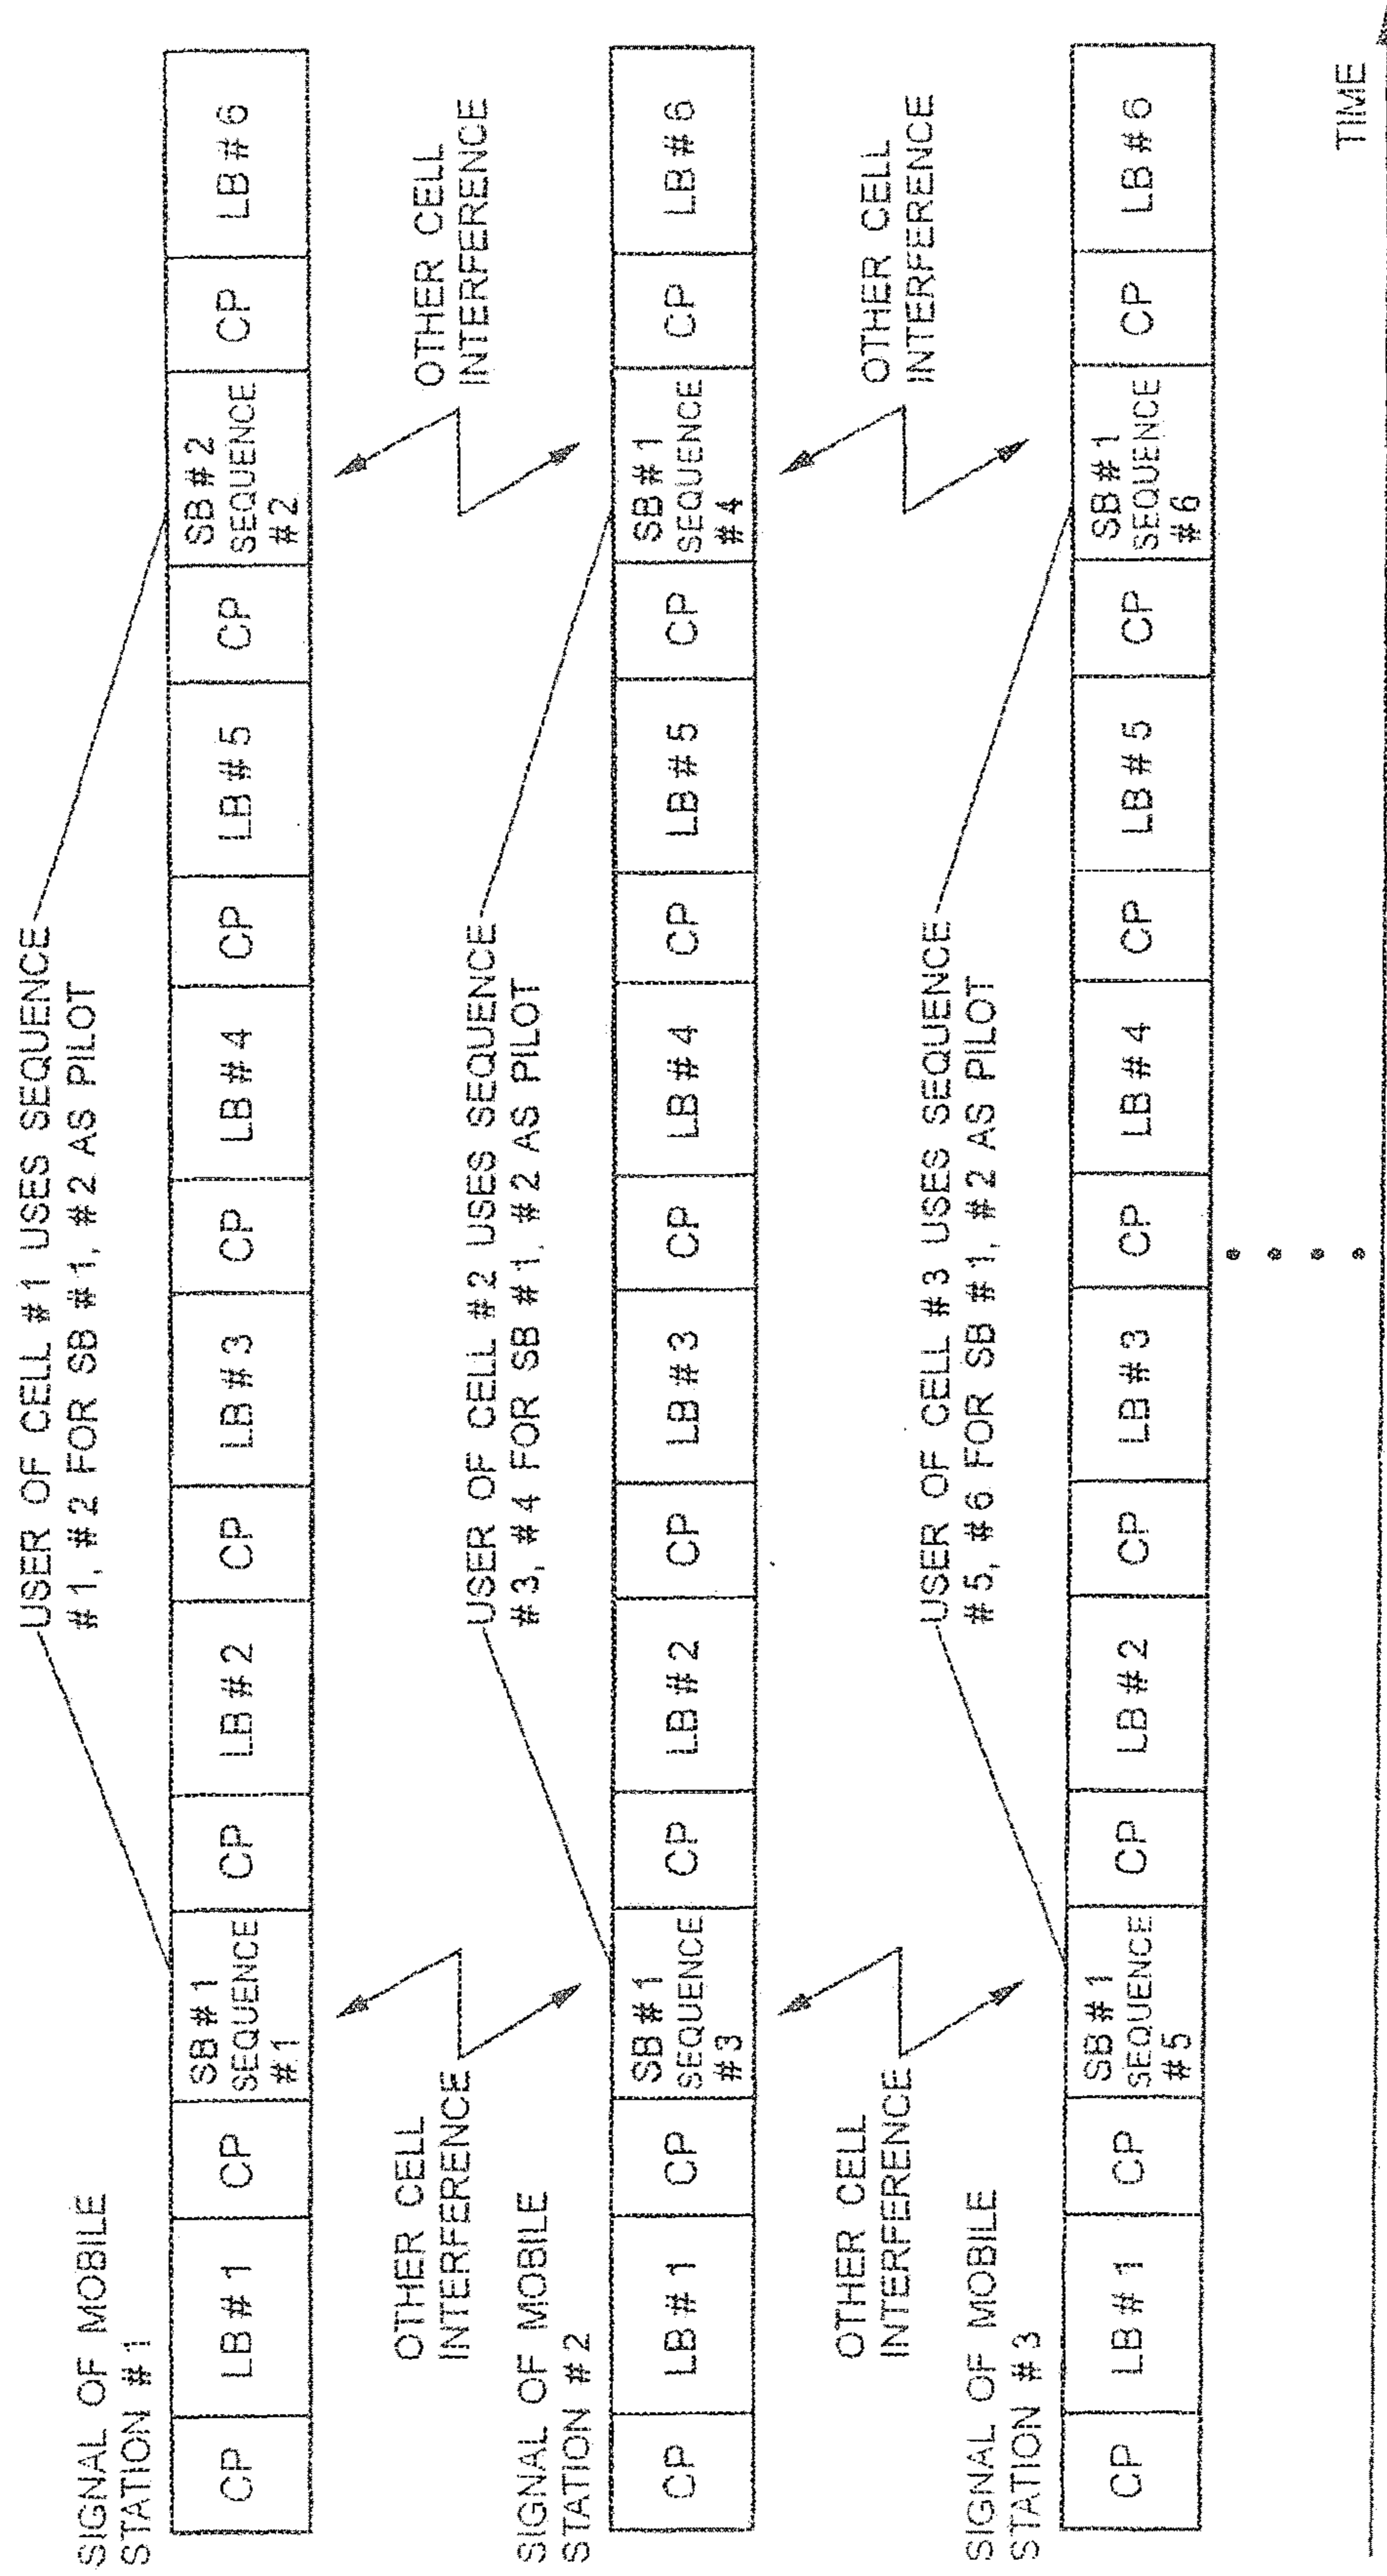 SIGNAL OF MOBILE
STATION #1
USER OF CELL #1 USES SEQUENCE
#1, #2 FOR SB #1, #2 AS PILOT
CP
LB #1
CP
SB #1
SEQUENCE
#1
CP
LB #2
CP
LB #3
CP
LB #4
CP
LB #5
CP
SB #2
SEQUENCE
#2
CP
LB #6
OTHER CELL
INTERFERENCE
OTHER CELL
INTERFERENCE
SIGNAL OF MOBILE
STATION #2
USER OF CELL #2 USES SEQUENCE
#3, #4 FOR SB #1, #2 AS PILOT
CP
LB #1
CP
SB #1
SEQUENCE
#3
CP
LB #2
CP
LB #3
CP
LB #4
CP
LB #5
CP
SB #1
SEQUENCE
#4
CP
LB #6
OTHER CELL
INTERFERENCE
OTHER CELL
INTERFERENCE
SIGNAL OF MOBILE
STATION #3
USER OF CELL #3 USES SEQUENCE
#5, #6 FOR SB #1, #2 AS PILOT
CP
LB #1
CP
SB #1
SEQUENCE
#5
CP
LB #2
CP
LB #3
CP
LB #4
CP
LB #5
CP
SB #1
SEQUENCE
#6
CP
LB #6
TIME